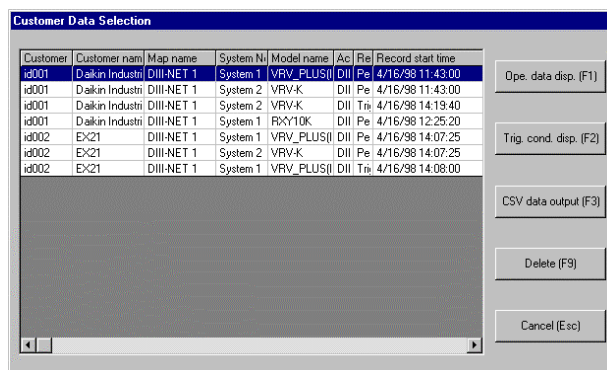 Customer Data Selection
Customer Customer nam Map name System N Model name Ac Re Record start time
id001 Daikin Industri DIII-NET 1 System 1 VRV_PLUS(I DII Pe 4/16/98 11:43:00
id001 Daikin Industri DIII-NET 1 System 2 VRV-K DII Pe 4/16/98 11:43:00
id001 Daikin Industri DIII-NET 1 System 2 VRV-K DII Tri 4/16/98 14:19:40
id001 Daikin Industri DIII-NET 1 System 1 RXY10K DII Pe 4/16/98 12:25:20
id002 EX21 DIII-NET 1 System 1 VRV_PLUS(I DII Pe 4/16/98 14:07:25
id002 EX21 DIII-NET 1 System 2 VRV-K DII Pe 4/16/98 14:07:25
id002 EX21 DIII-NET 1 System 1 VRV_PLUS(I DII Tri 4/16/98 14:08:00
Ope. data disp. (F1)
Trig. cond. disp. (F2)
CSV data output (F3)
Delete (F9)
Cancel (Esc)